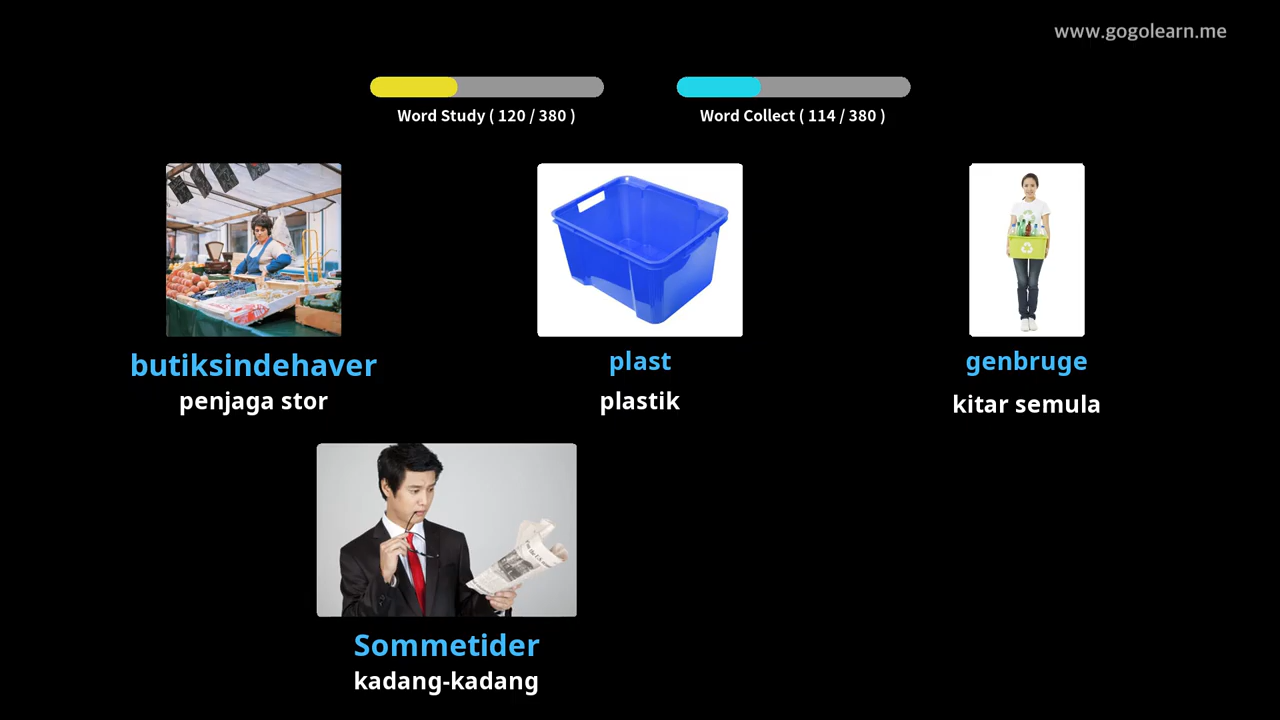 www.gogolearn.me
Word Study ( 120 / 380 )
Word Collect ( 114 / 380 )
butiksindehaver
penjaga stor
plast
plastik
genbruge
kitar semula
Sommetider
kadang-kadang